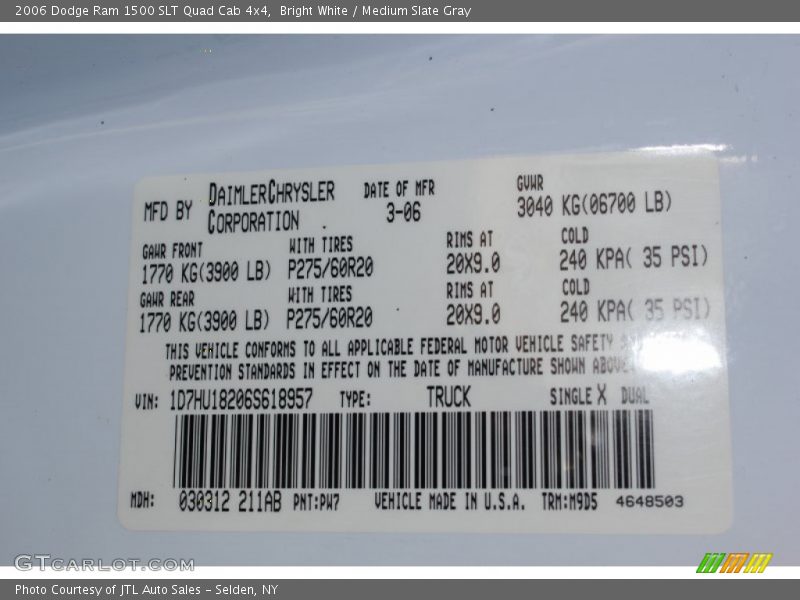 2006 Dodge Ram 1500 SLT Quad Cab 4x4, Bright White / Medium Slate Gray
MFD BY DAIMLERCHRYSLER CORPORATION DATE OF MFR 3-06 GVWR 3040 KG(06700 LB)
GAWR FRONT WITH TIRES RIMS AT COLD
1770 KG(3900 LB) P275/60R20 20X9.0 240 KPA( 35 PSI)
GAWR REAR WITH TIRES RIMS AT COLD
1770 KG(3900 LB) P275/60R20 20X9.0 240 KPA( 35 PSI)
THIS VEHICLE CONFORMS TO ALL APPLICABLE FEDERAL MOTOR VEHICLE SAFETY
PREVENTION STANDARDS IN EFFECT ON THE DATE OF MANUFACTURE SHOWN ABOVE
VIN: 1D7HU18206S618957 TYPE: TRUCK SINGLE X DUAL
MDH: 030312 211AB PNT:PW7 VEHICLE MADE IN U.S.A. TRM:M9D5 4648503
GTcarlot.com
Photo Courtesy of JTL Auto Sales - Selden, NY